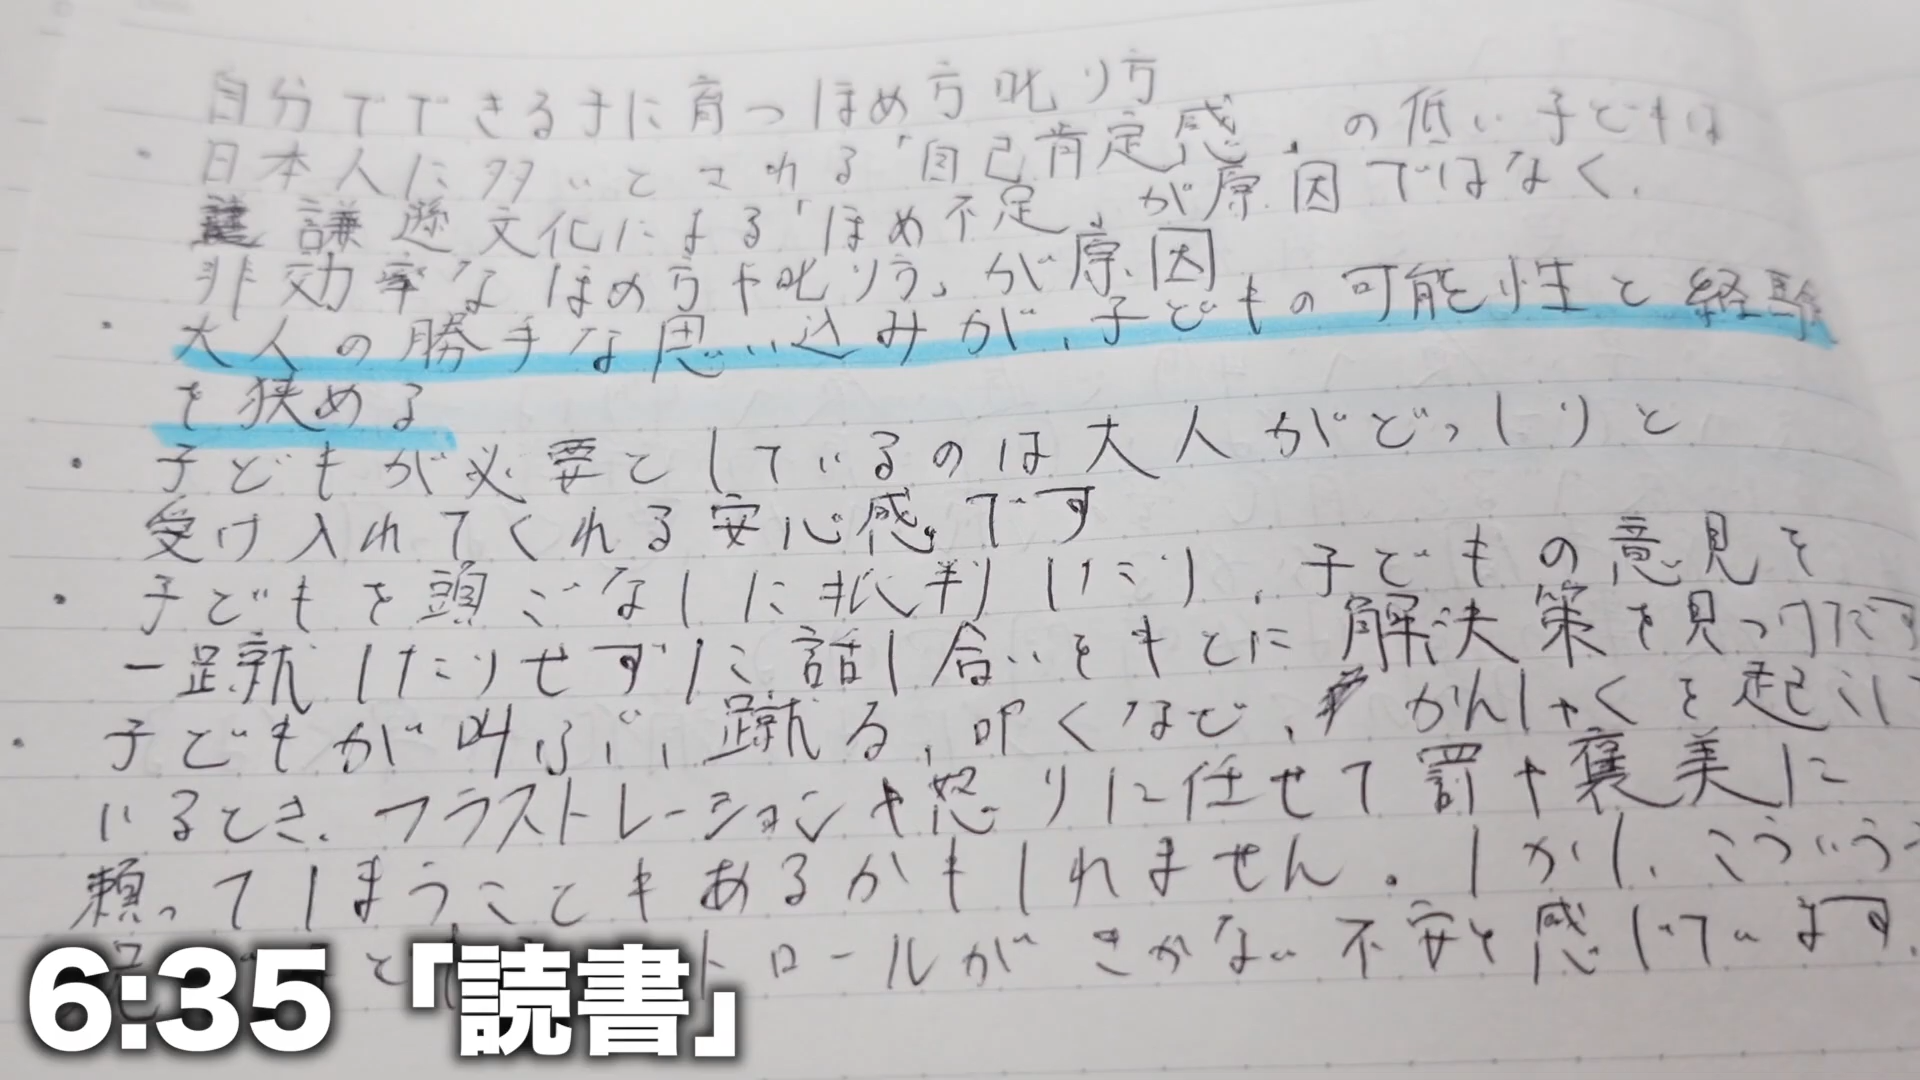 自分でできる子に育つほめ方叱り方
・日本人に多いとされる「自己肯定感」の低い子どもは
謙遜文化による「ほめ不足」が原因ではなく、
非効率なほめ方や叱り方」が原因
・大人の勝手な思い込みが、子どもの可能性と経験
を狭める
・子どもが必要としているのは大人がどっしりと
受け入れてくれる安心感。です
・子どもを頭ごなしに批判したり、子どもの意見を
一蹴したりせずに話し合いをもとに解決策を見つけだす
・子どもが叫ぶ、蹴る、叩くなど、かんしゃくを起こして
いるとき、フラストレーションや怒りに任せて罰や褒美に
頼ってしまうこともあるかもしれません。しかし、こういう
トロールがきかない不安を感じています。
6:35「読書」